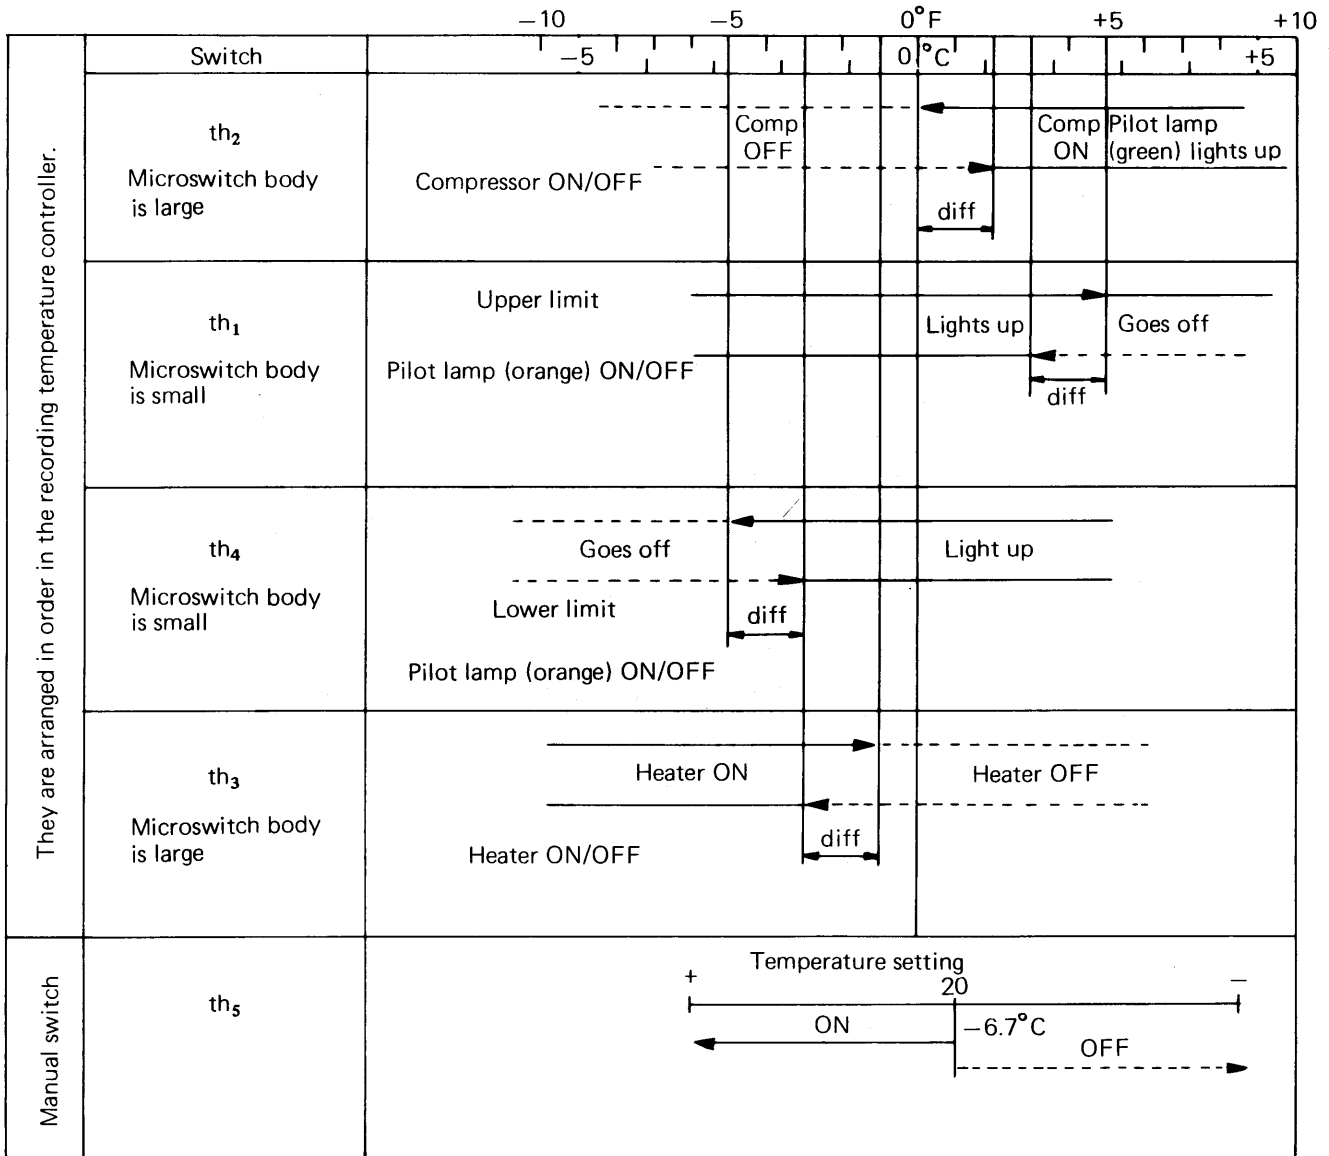 −10 −5 0°F +5 +10
Switch −5 0 °C +5
They are arranged in order in the recording temperature controller.
th2
Microswitch body
is large
Compressor ON/OFF
Comp
OFF
Comp
ON
Pilot lamp
(green) lights up
diff
th1
Microswitch body
is small
Upper limit
Pilot lamp (orange) ON/OFF
Lights up
Goes off
diff
th4
Microswitch body
is small
Goes off
Light up
Lower limit
diff
Pilot lamp (orange) ON/OFF
th3
Microswitch body
is large
Heater ON
Heater OFF
Heater ON/OFF
diff
Manual switch
th5
Temperature setting
+ 20 −
ON
−6.7°C
OFF